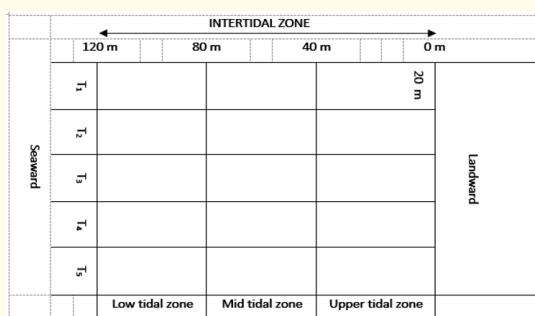 INTERTIDAL ZONE
120 m 80 m 40 m 0 m
20 m
T1
T2
T3
T4
T5
Seaward
Landward
Low tidal zone Mid tidal zone Upper tidal zone